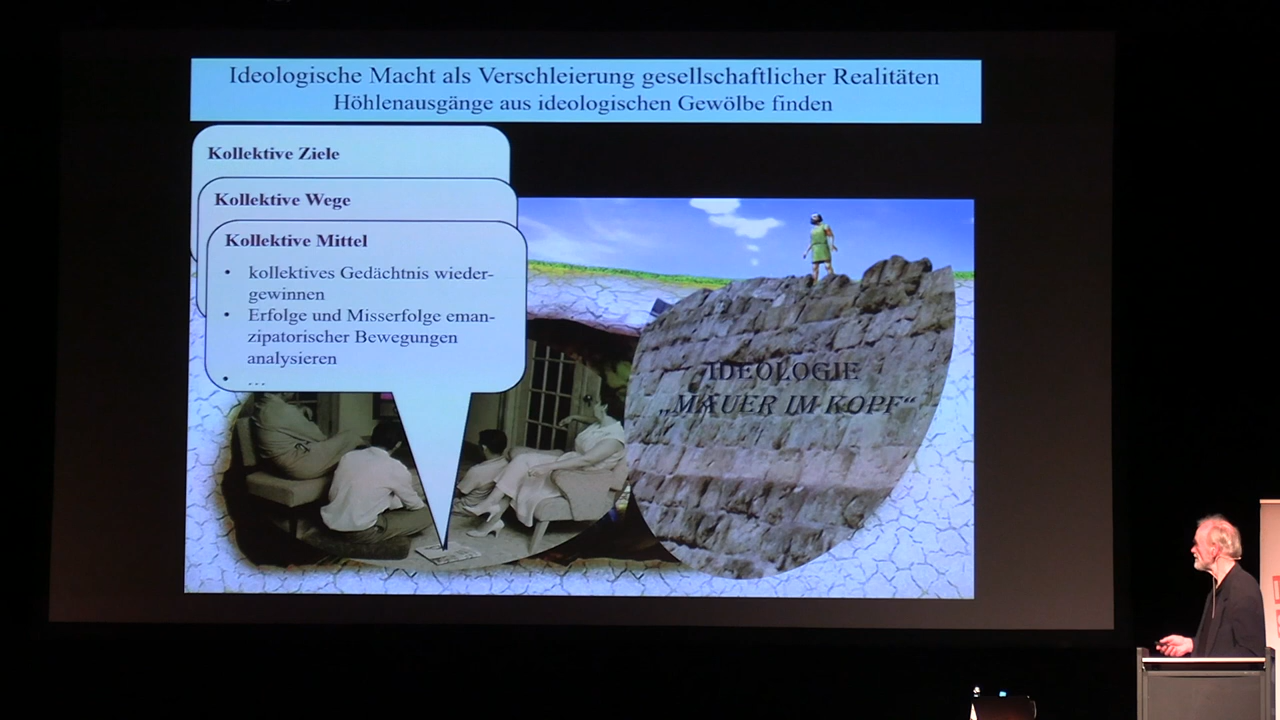 Ideologische Macht als Verschleierung gesellschaftlicher Realitäten
Höhlenausgänge aus ideologischen Gewölbe finden
Kollektive Ziele
Kollektive Wege
Kollektive Mittel
• kollektives Gedächtnis wieder-
gewinnen
• Erfolge und Misserfolge eman-
zipatorischer Bewegungen
analysieren
• ...
IDEOLOGIE
„MAUER IM KOPF“